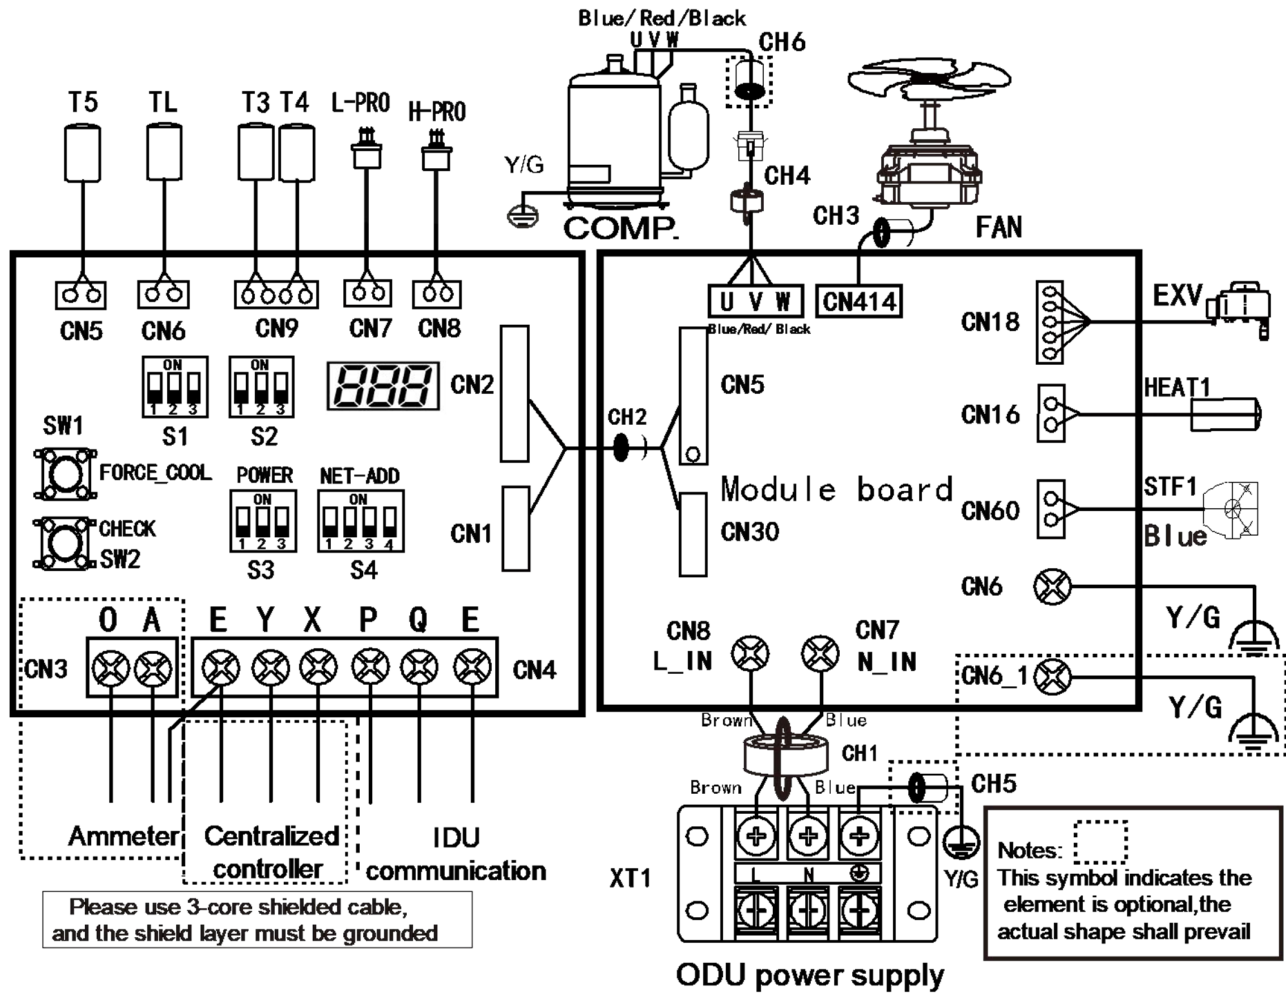 Blue/Red/Black
U V W
CH6
T5
TL
T3
T4
L-PRO
H-PRO
Y/G
CH4
COMP.
CH3
FAN
CN5
CN6
CN9
CN7
CN8
U V W
Blue/Red/ Black
CN414
CN18
EXV
ON
1 2 3
S1
ON
1 2 3
S2
888
CN2
CN5
CH2
CN16
HEAT1
SW1
FORCE_COOL
POWER
ON
1 2 3
S3
NET-ADD
ON
1 2 3 4
S4
CN1
Module board
CN30
CN60
STF1
Blue
CHECK
SW2
CN6
Y/G
O A E Y X P Q E
CN3
CN4
CN8
L_IN
CN7
N_IN
CN6_1
Y/G
Brown
Blue
CH1
Brown
Blue
CH5
Ammeter
Centralized
controller
IDU
communication
XT1
L N
Y/G
Notes:
This symbol indicates the
element is optional,the
actual shape shall prevail
Please use 3-core shielded cable,
and the shield layer must be grounded
ODU power supply